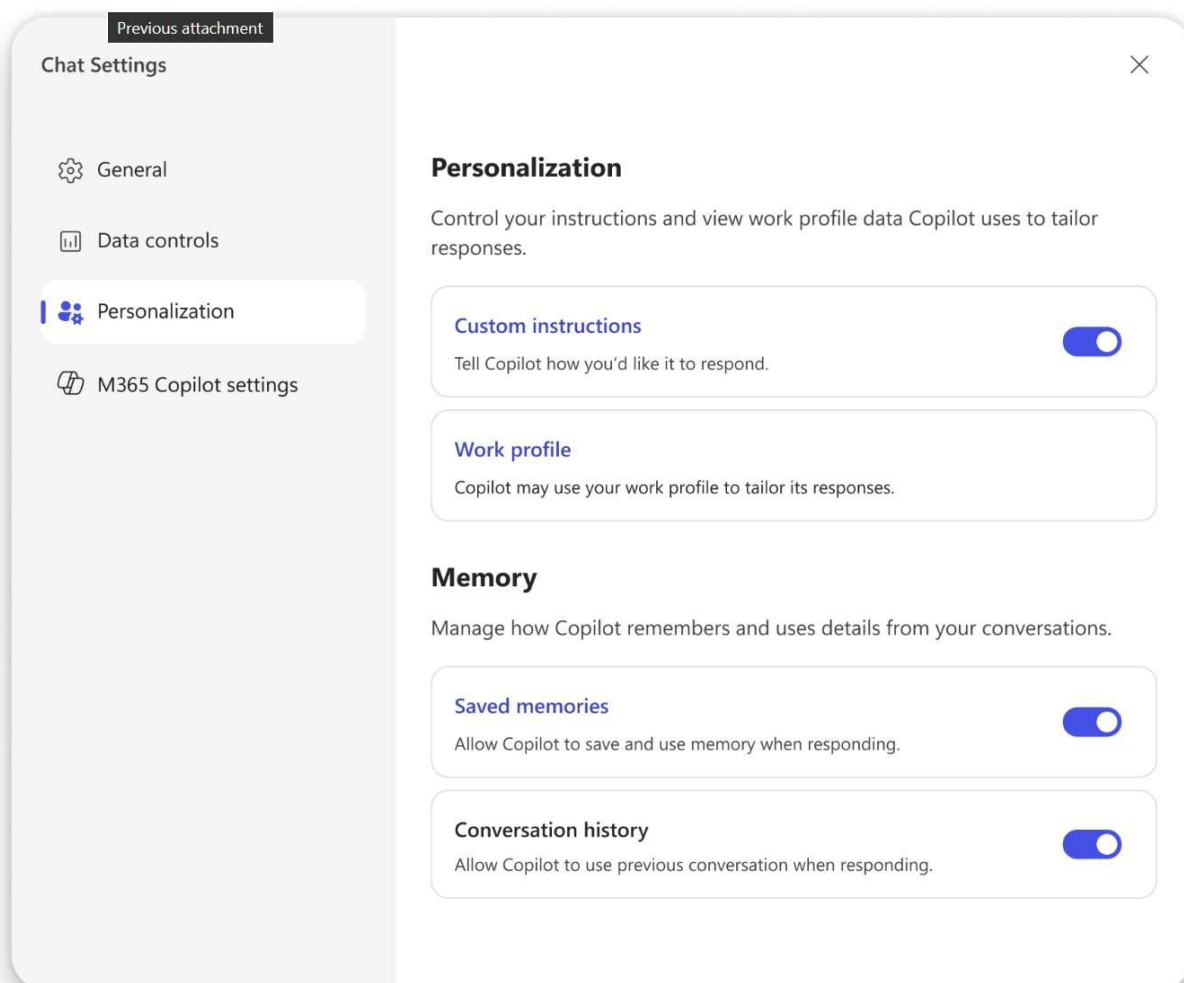 Previous attachment
Chat Settings
General
Data controls
Personalization
M365 Copilot settings
Personalization
Control your instructions and view work profile data Copilot uses to tailor
responses.
Custom instructions
Tell Copilot how you'd like it to respond.
Work profile
Copilot may use your work profile to tailor its responses.
Memory
Manage how Copilot remembers and uses details from your conversations.
Saved memories
Allow Copilot to save and use memory when responding.
Conversation history
Allow Copilot to use previous conversation when responding.